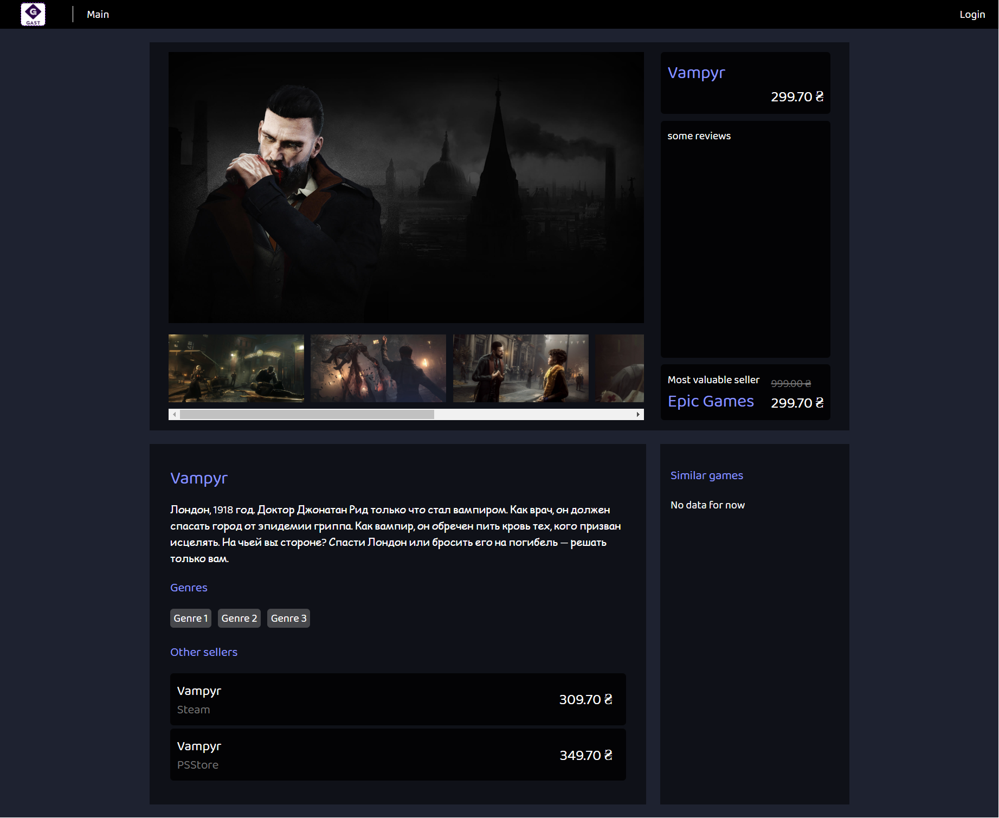 G
GAST
Main
Login
Vampyr
299.70 ₴
some reviews
Most valuable seller
999.00 ₴
Epic Games
299.70 ₴
Vampyr
Лондон, 1918 год. Доктор Джонатан Рид только что стал вампиром. Как врач, он должен
спасать город от эпидемии гриппа. Как вампир, он обречен пить кровь тех, кого призван
исцелять. На чьей вы стороне? Спасти Лондон или бросить его на погибель — решать
только вам.
Genres
Genre 1
Genre 2
Genre 3
Other sellers
Vampyr
Steam
309.70 ₴
Vampyr
PSStore
349.70 ₴
Similar games
No data for now